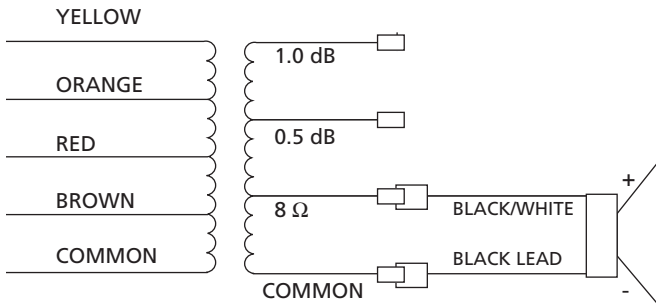 YELLOW
1.0 dB
ORANGE
0.5 dB
RED
+
BROWN
8 Ω
BLACK/WHITE
COMMON
BLACK LEAD
COMMON
-